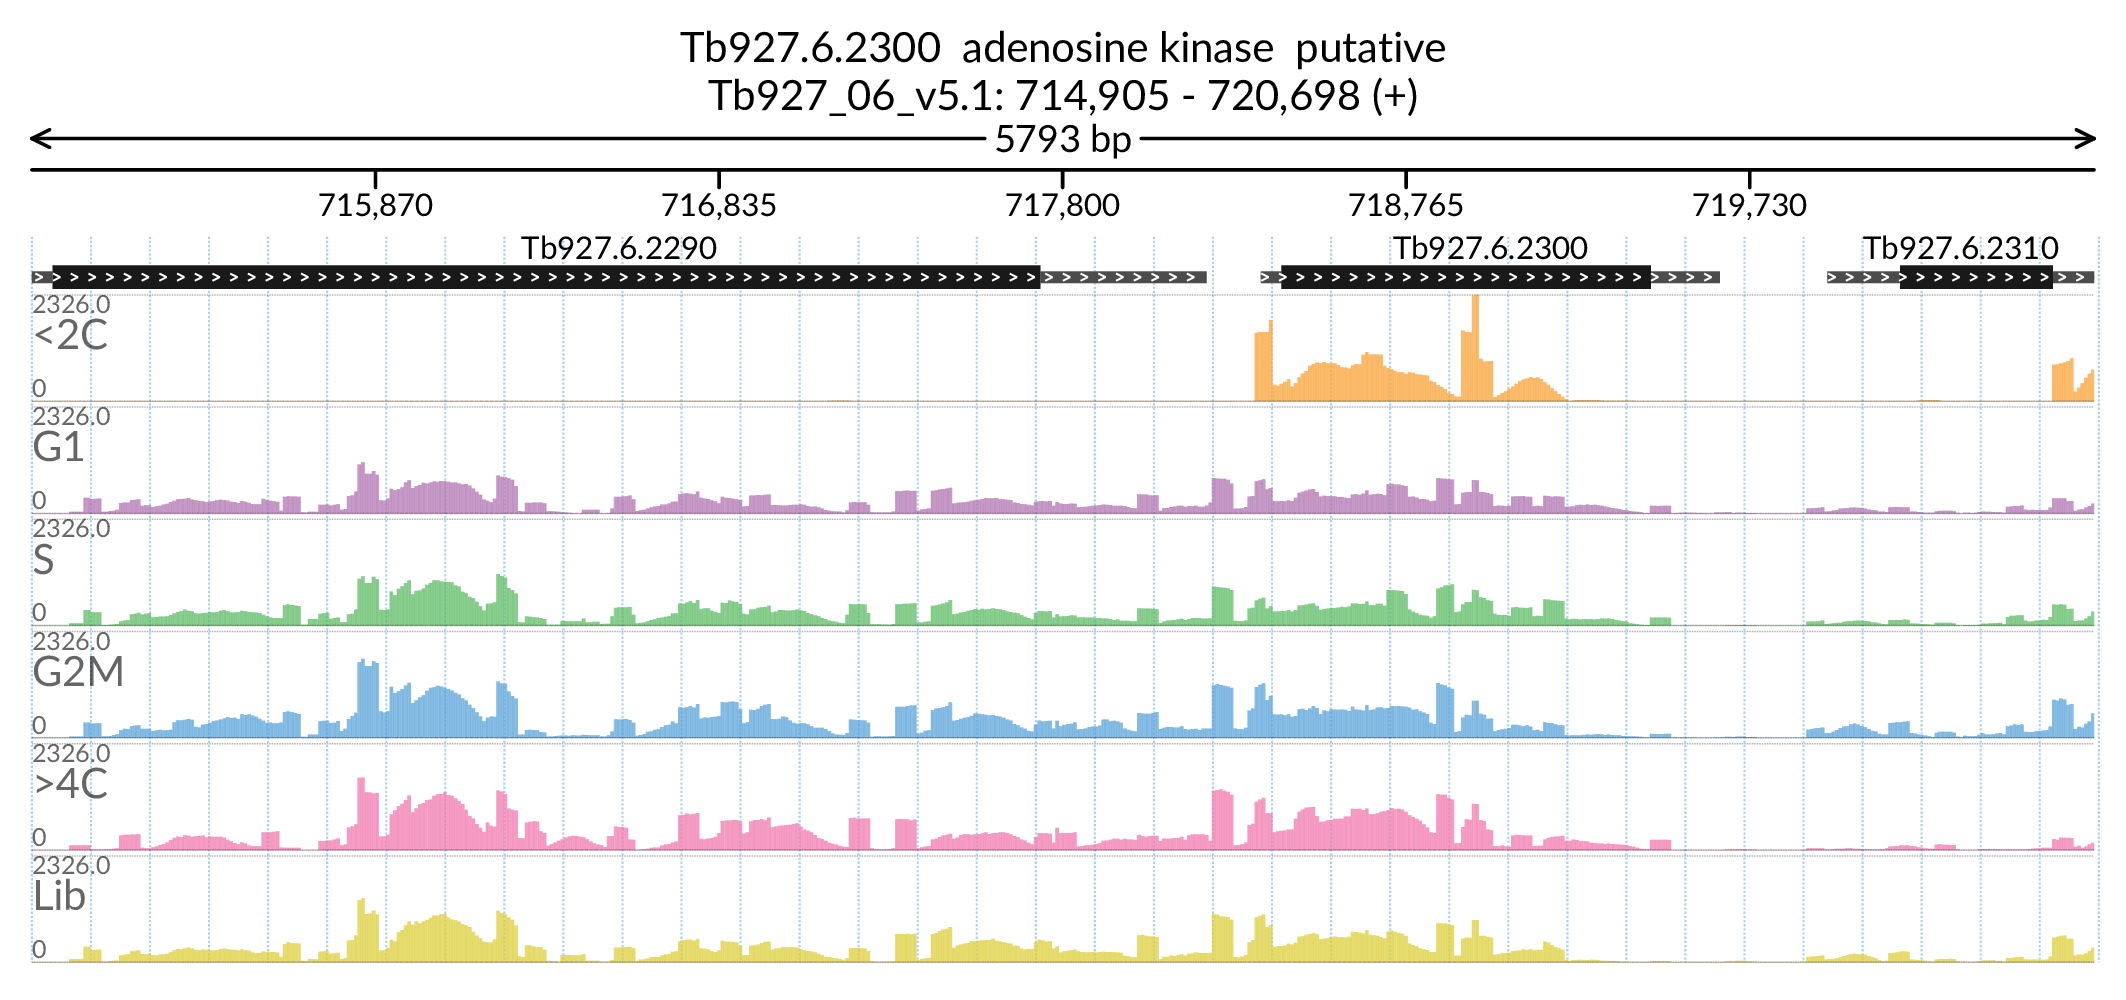 Tb927.6.2300  adenosine kinase  putative
Tb927_06_v5.1: 714,905 - 720,698 (+)
5793 bp
715,870 716,835 717,800 718,765 719,730
Tb927.6.2290 Tb927.6.2300 Tb927.6.2310
2326.0
<2C
0
2326.0
G1
0
2326.0
S
0
2326.0
G2M
0
2326.0
>4C
0
2326.0
Lib
0